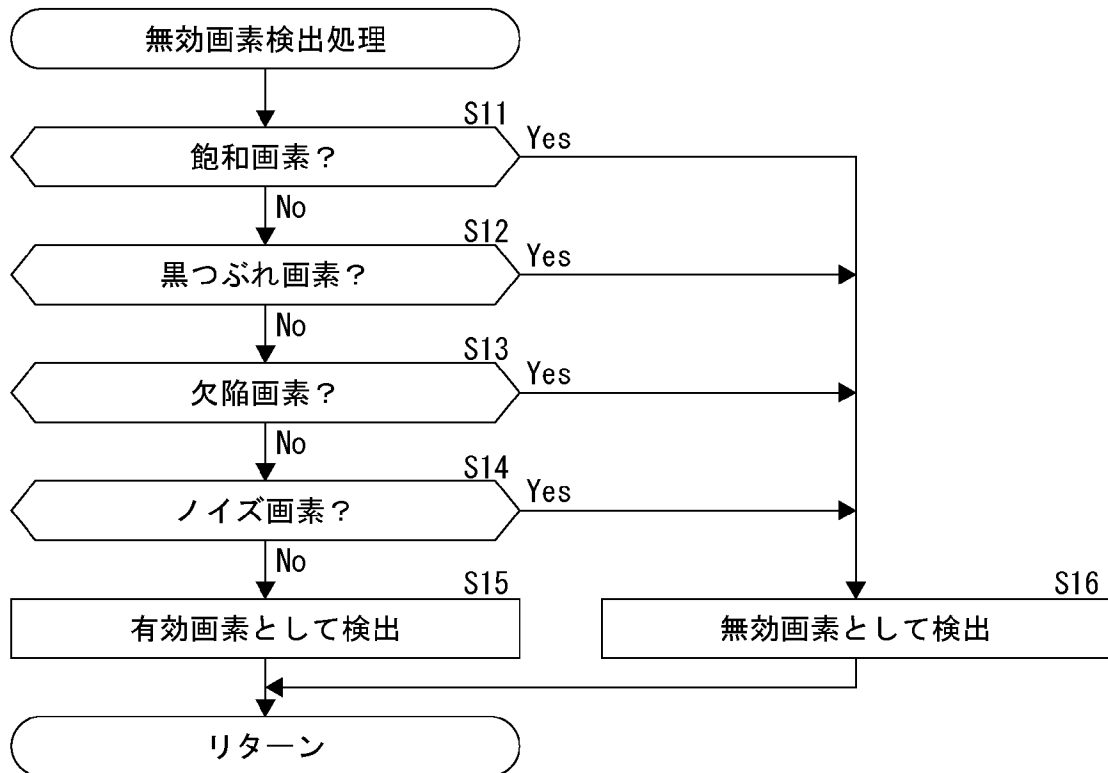 無効画素検出処理
S11
飽和画素？
Yes
No
S12
黒つぶれ画素？
Yes
No
S13
欠陥画素？
Yes
No
S14
ノイズ画素？
Yes
No
S15
有効画素として検出
S16
無効画素として検出
リターン